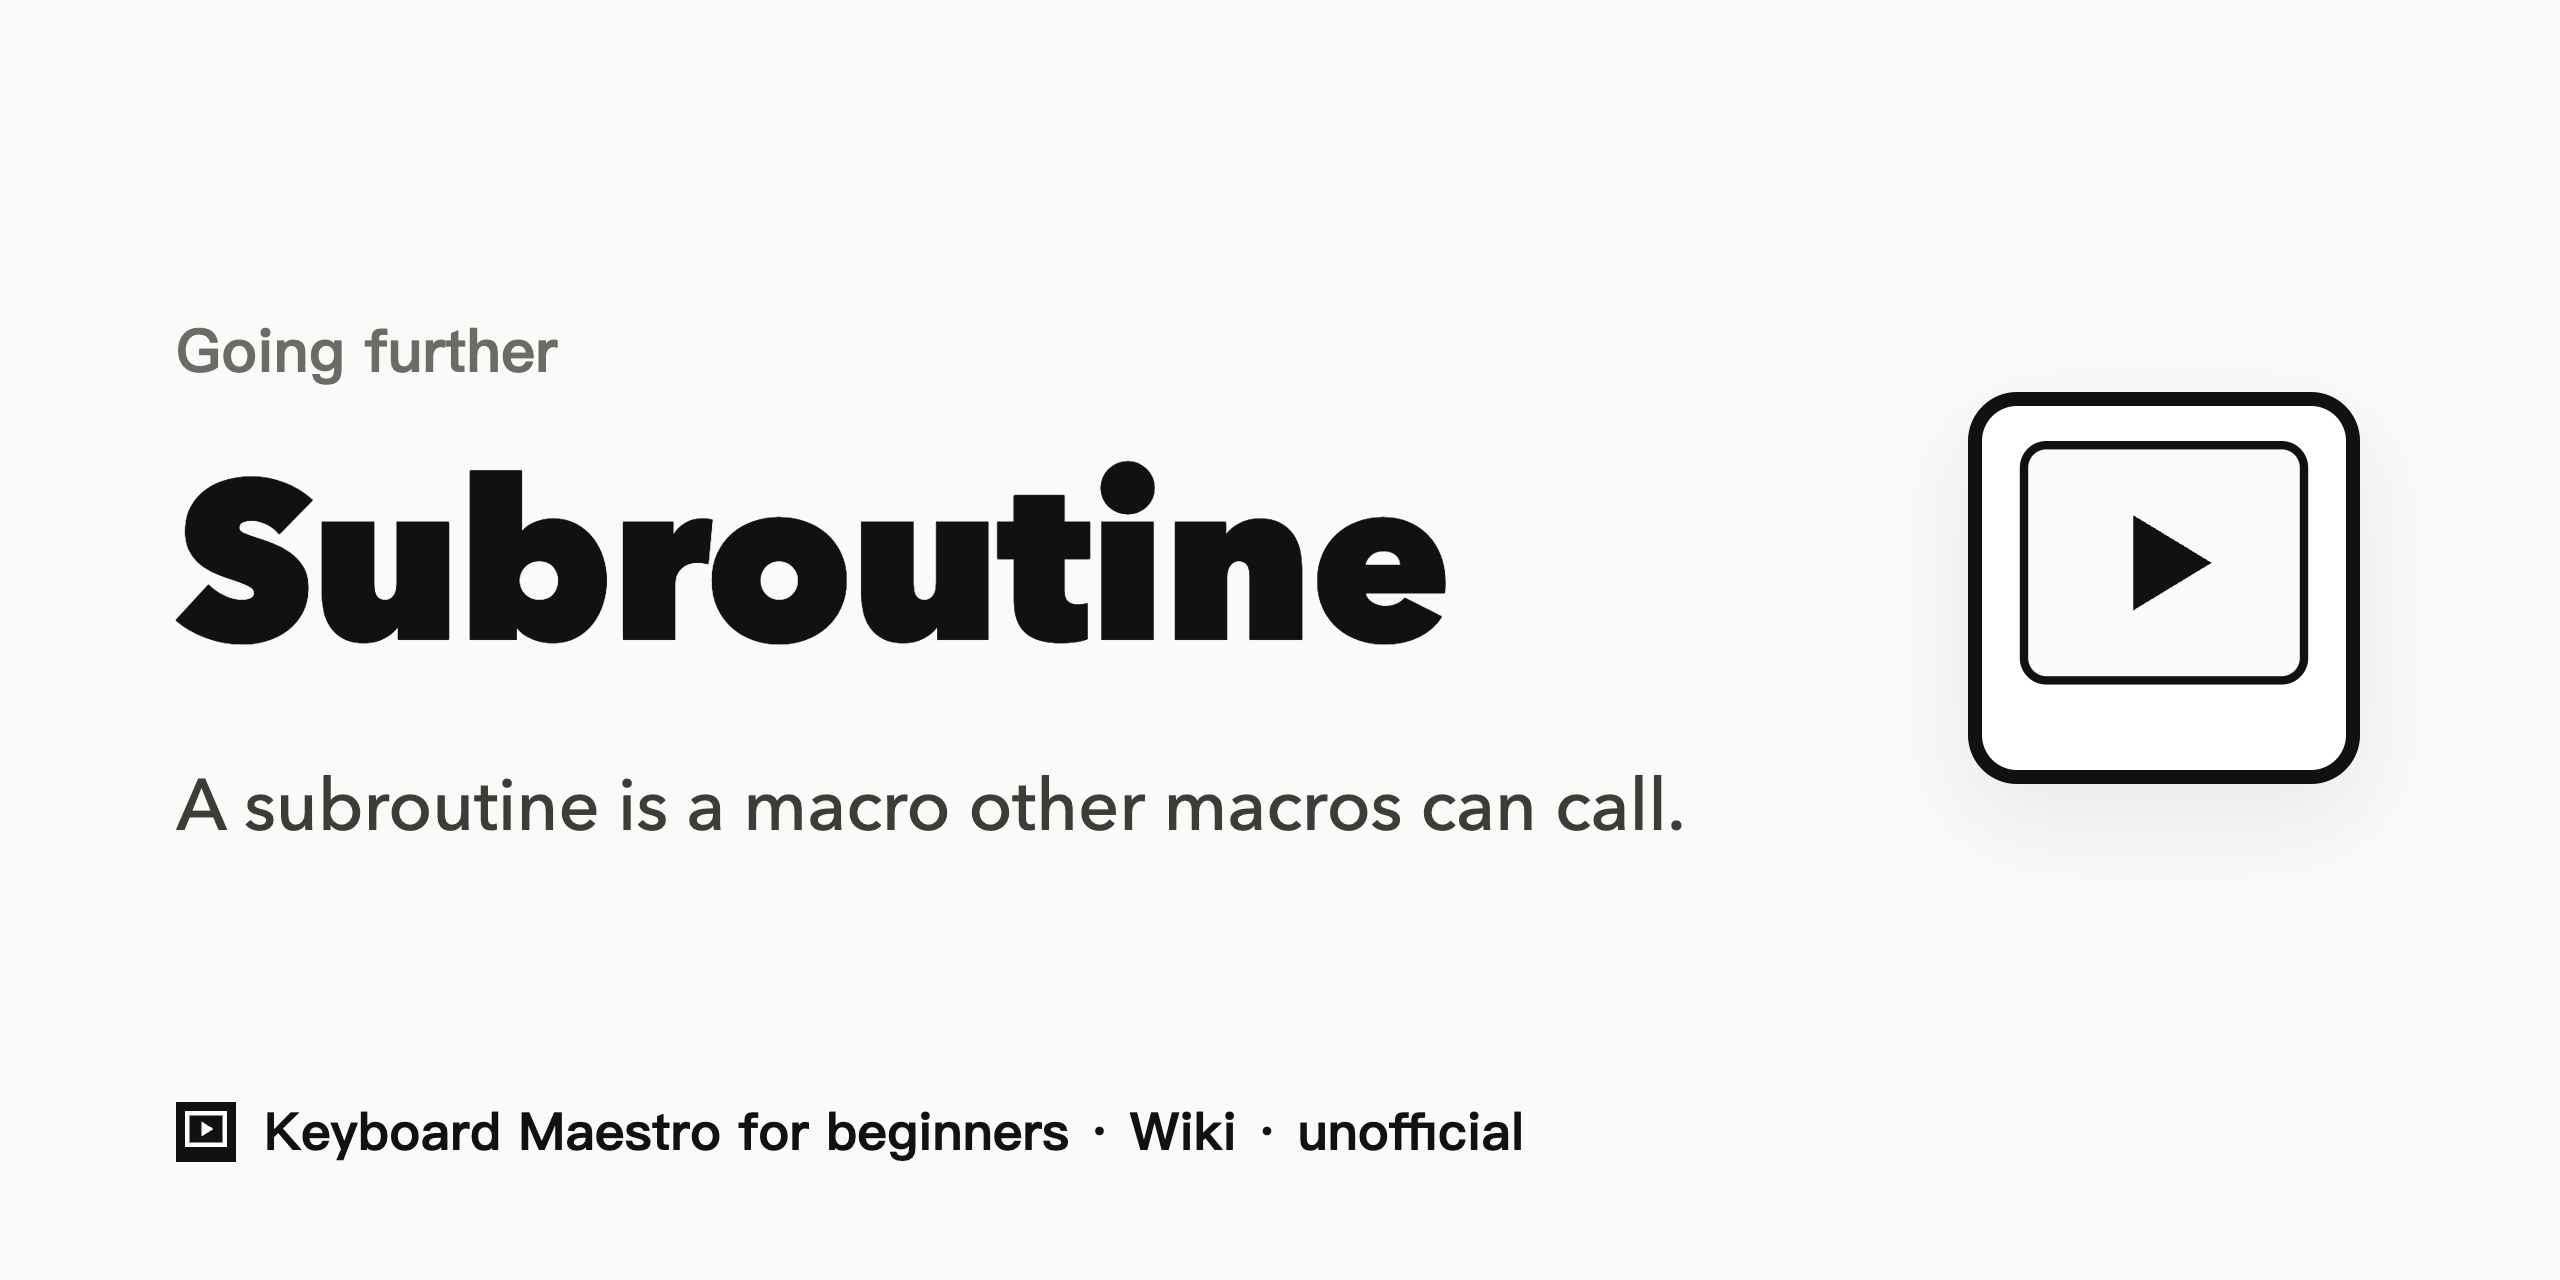 Going further
Subroutine
A subroutine is a macro other macros can call.
Keyboard Maestro for beginners · Wiki · unofficial